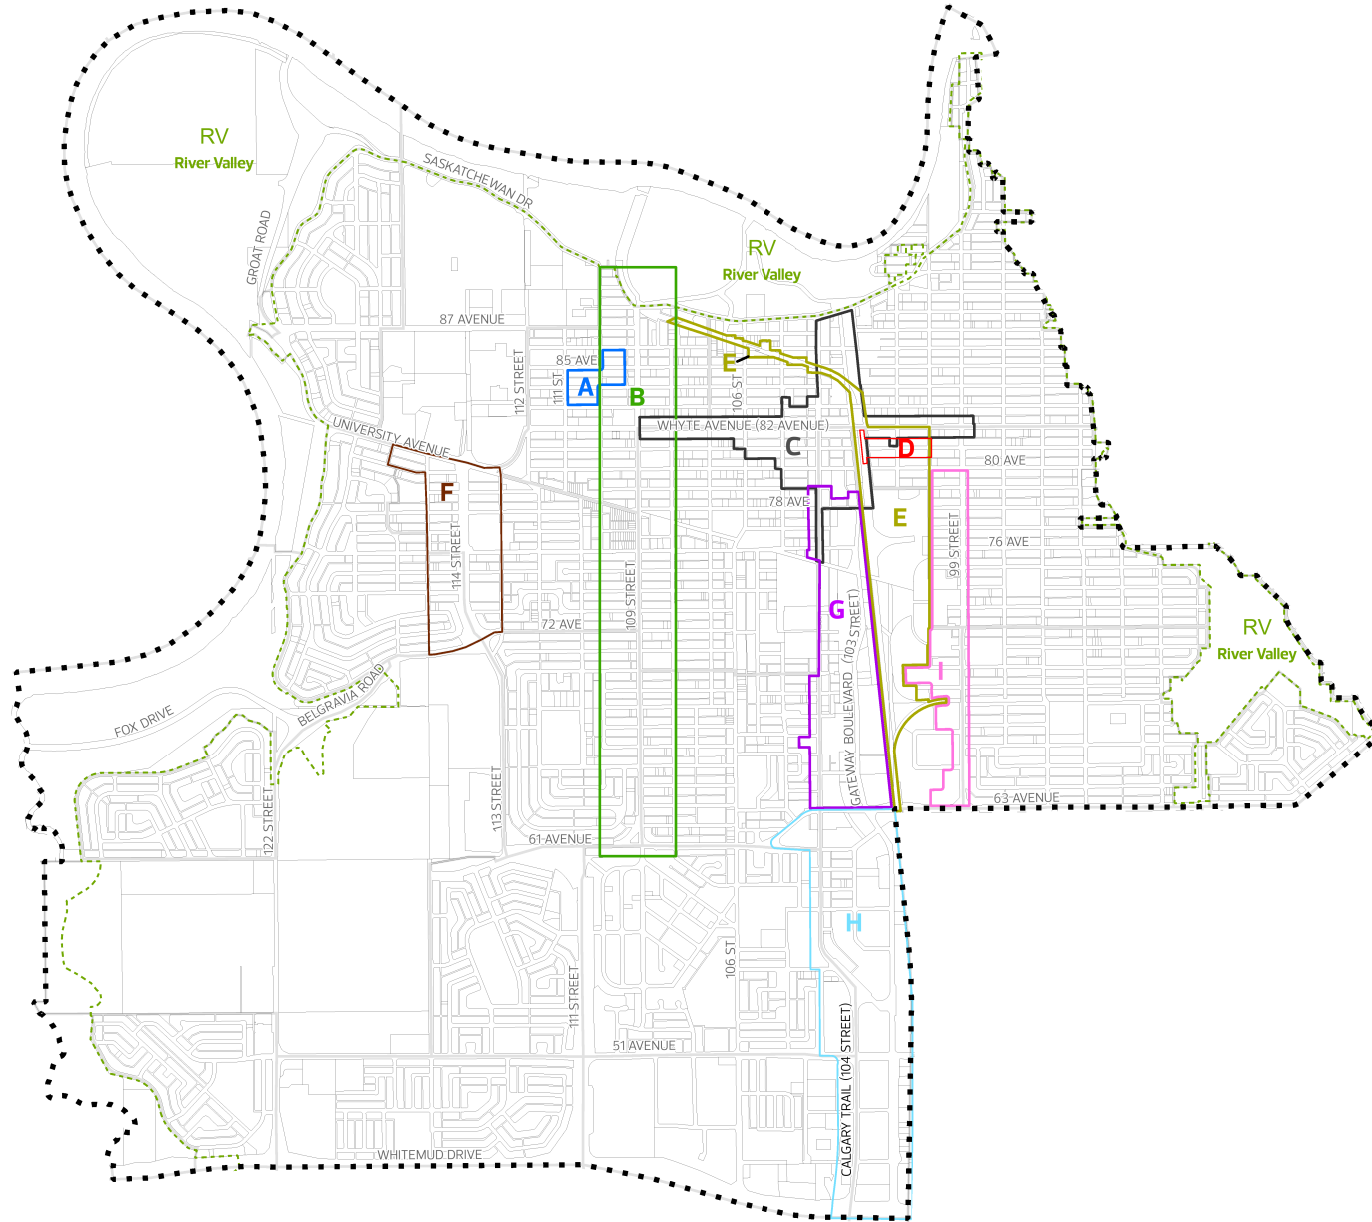 RV
River Valley
SASKATCHEWAN DR
GROAT ROAD
RV
River Valley
87 AVENUE
85 AVE
E
112 STREET
111 ST
A
B
106 ST
UNIVERSITY AVENUE
WHYTE AVENUE (82 AVENUE)
C
D
80 AVE
F
78 AVE
E
114 STREET
99 STREET
76 AVE
109 STREET
G
72 AVE
RV
River Valley
I
BELGRAVIA ROAD
FOX DRIVE
GATEWAY BOULEVARD (103 STREET)
113 STREET
122 STREET
63 AVENUE
61 AVENUE
H
106 ST
111 STREET
51 AVENUE
CALGARY TRAIL (104 STREET)
WHITEMUD DRIVE